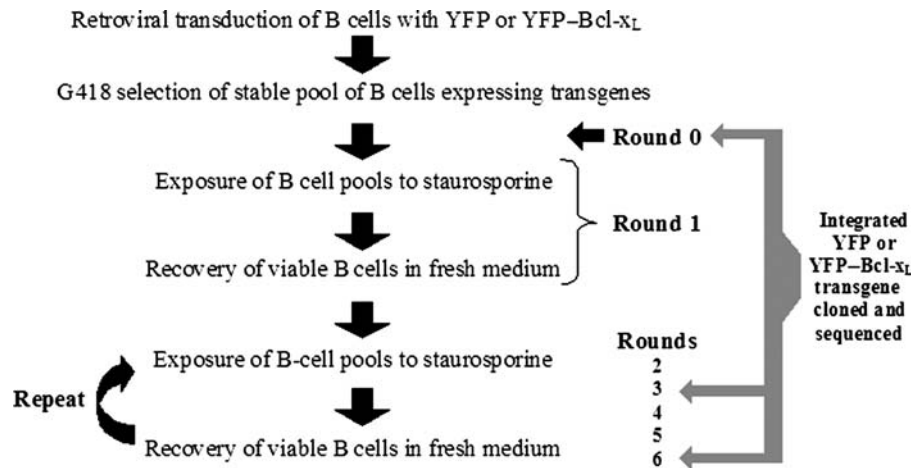 Retroviral transduction of B cells with YFP or YFP–Bcl-xL
G418 selection of stable pool of B cells expressing transgenes
Round 0
Exposure of B cell pools to staurosporine
Round 1
Recovery of viable B cells in fresh medium
Integrated
YFP or
YFP–Bcl-xL
transgene
cloned and
sequenced
Exposure of B-cell pools to staurosporine
Repeat
Recovery of viable B cells in fresh medium
Rounds
2
3
4
5
6